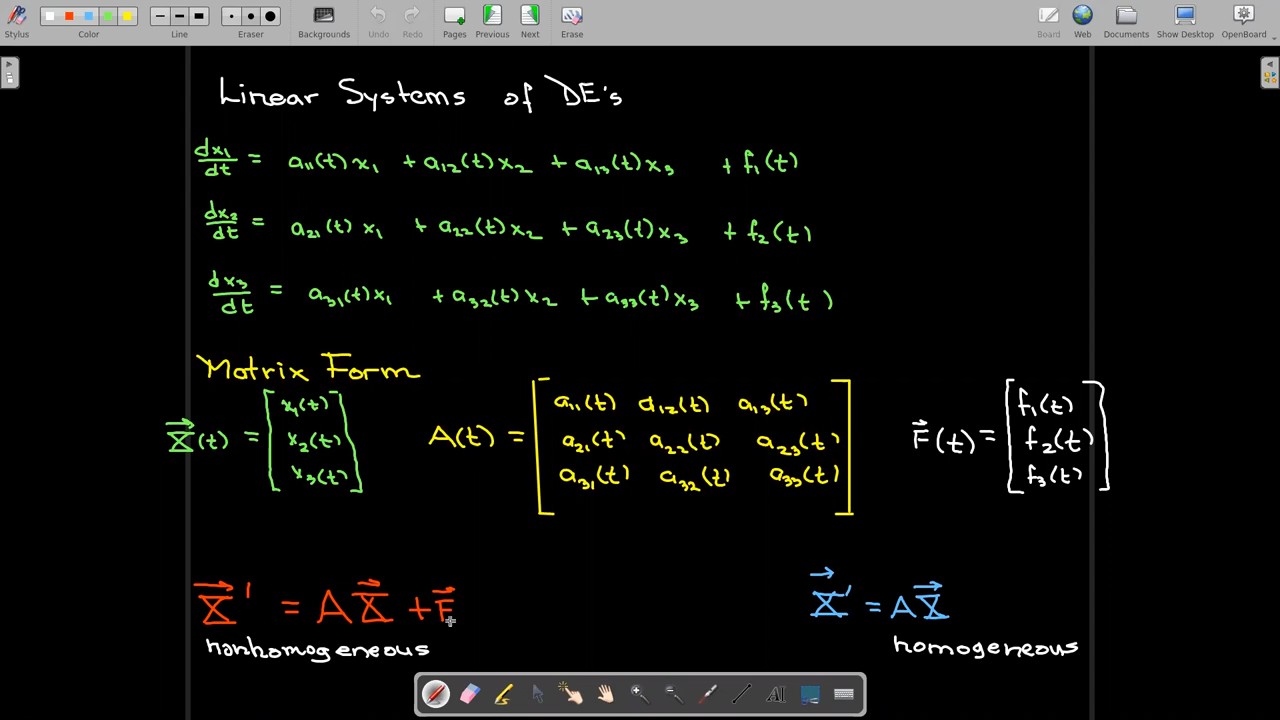 Stylus Color Line Eraser Backgrounds Undo Redo Pages Previous Next Erase Board Web Documents Show Desktop OpenBoard
Linear Systems of DE's
dx₁/dt = a₁₁(t)x₁ + a₁₂(t)x₂ + a₁₃(t)x₃ + f₁(t)
dx₂/dt = a₂₁(t)x₁ + a₂₂(t)x₂ + a₂₃(t)x₃ + f₂(t)
dx₃/dt = a₃₁(t)x₁ + a₃₂(t)x₂ + a₃₃(t)x₃ + f₃(t)
Matrix Form
X⃗(t) = [x₁(t) x₂(t) x₃(t)] A(t) = [a₁₁(t) a₁₂(t) a₁₃(t) a₂₁(t) a₂₂(t) a₂₃(t) a₃₁(t) a₃₂(t) a₃₃(t)] F⃗(t) = [f₁(t) f₂(t) f₃(t)]
X⃗' = AX⃗ + F⃗ X⃗' = AX⃗
nonhomogeneous homogeneous
AI